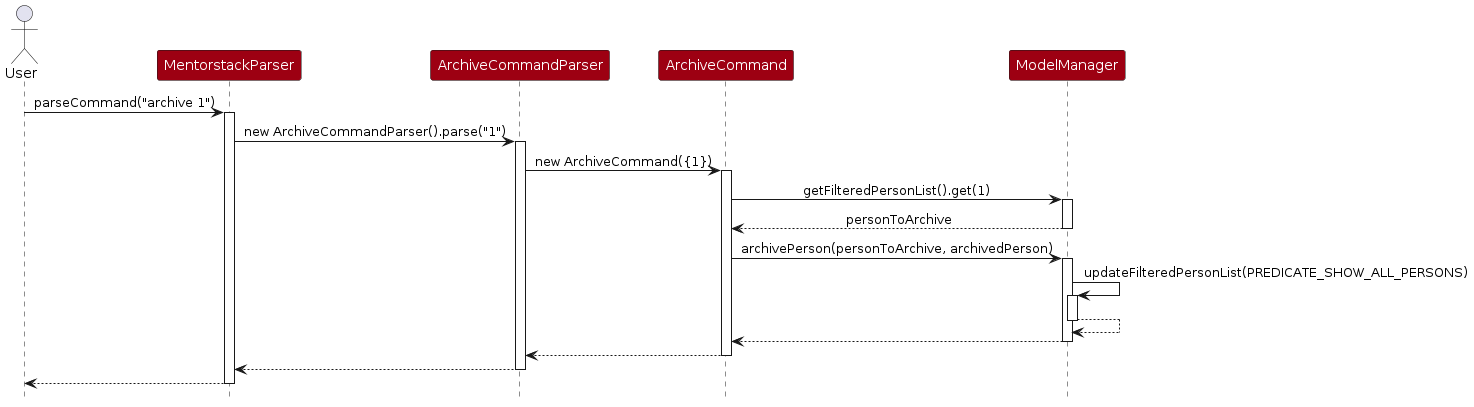 User
MentorstackParser
ArchiveCommandParser
ArchiveCommand
ModelManager
parseCommand("archive 1")
new ArchiveCommandParser().parse("1")
new ArchiveCommand({1})
getFilteredPersonList().get(1)
personToArchive
archivePerson(personToArchive, archivedPerson)
updateFilteredPersonList(PREDICATE_SHOW_ALL_PERSONS)